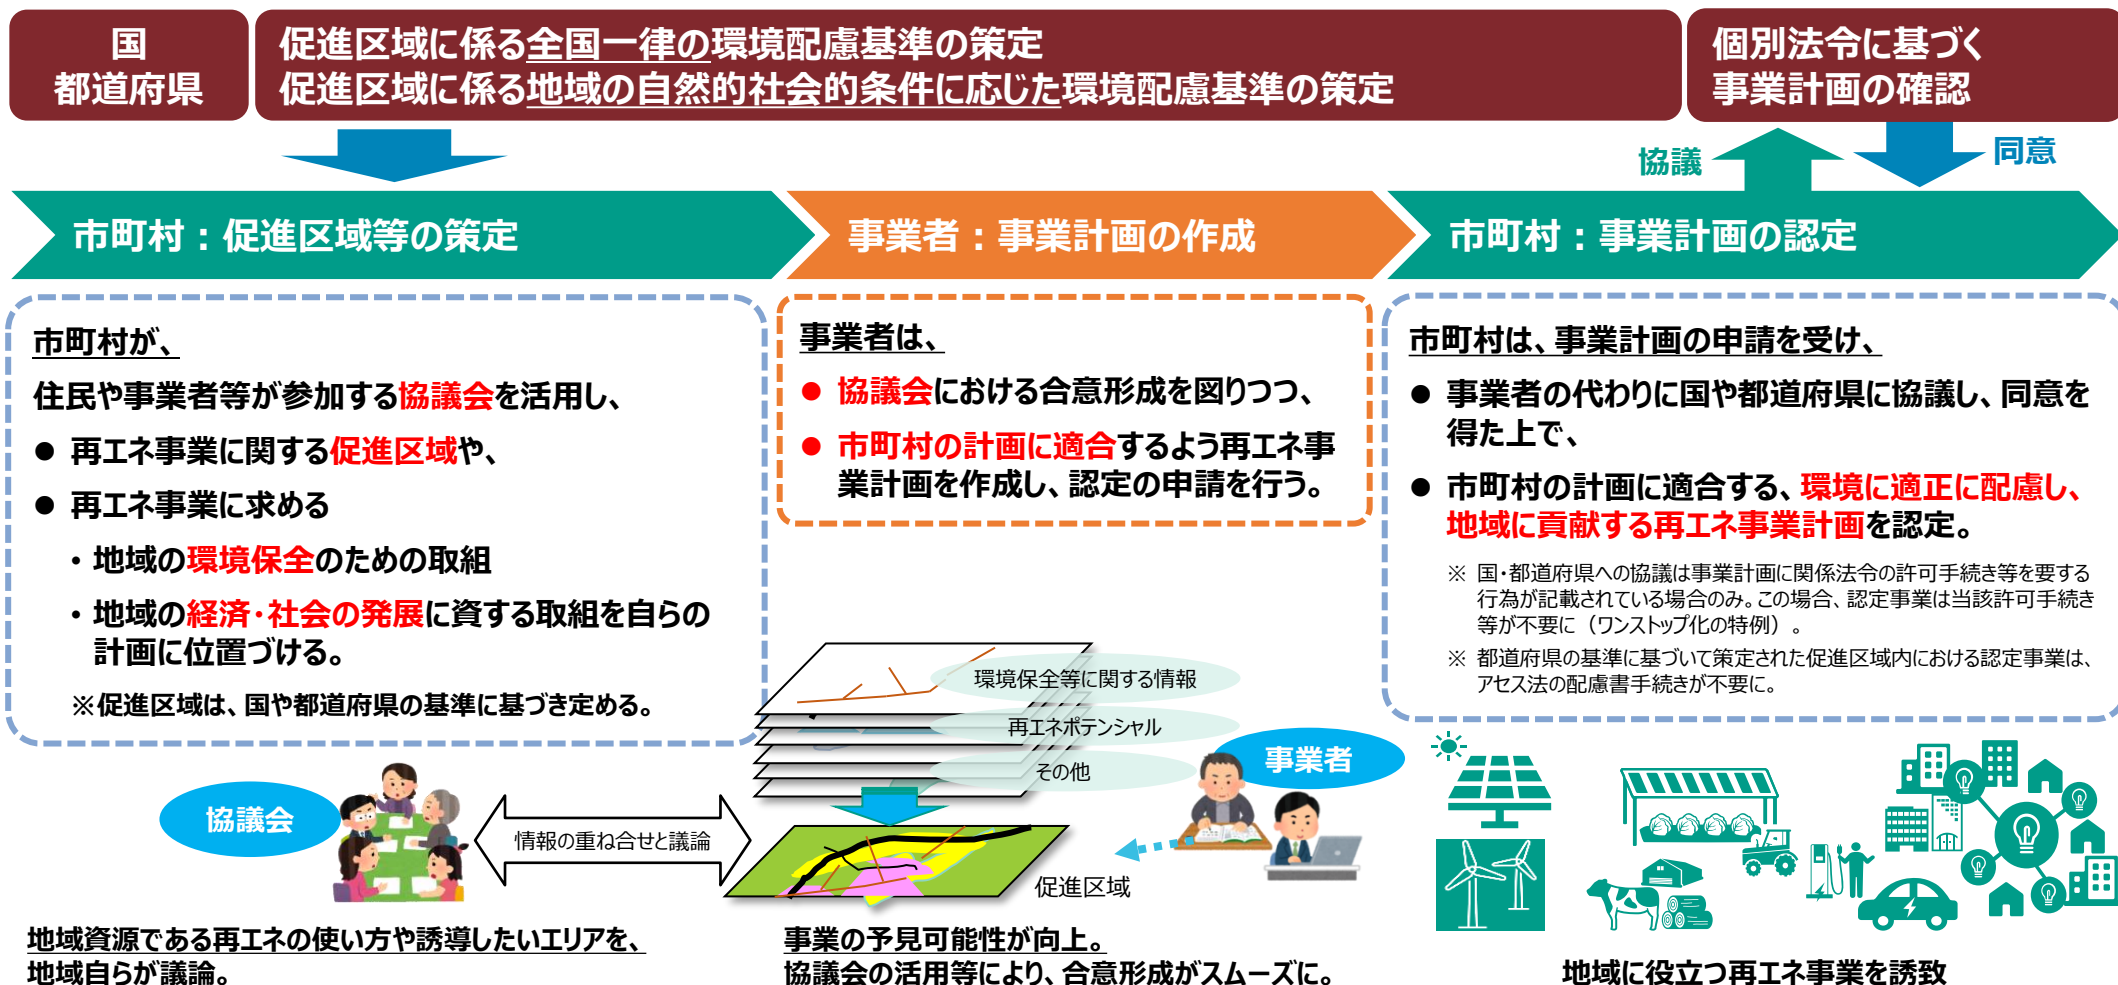 国
都道府県
促進区域に係る全国一律の環境配慮基準の策定
促進区域に係る地域の自然的社会的条件に応じた環境配慮基準の策定
個別法令に基づく
事業計画の確認
協議
同意
市町村：促進区域等の策定
事業者：事業計画の作成
市町村：事業計画の認定
市町村が、
住民や事業者等が参加する協議会を活用し、
● 再エネ事業に関する促進区域や、
● 再エネ事業に求める
・地域の環境保全のための取組
・地域の経済・社会の発展に資する取組を自らの
計画に位置づける。
※促進区域は、国や都道府県の基準に基づき定める。
事業者は、
● 協議会における合意形成を図りつつ、
● 市町村の計画に適合するよう再エネ事
業計画を作成し、認定の申請を行う。
市町村は、事業計画の申請を受け、
● 事業者の代わりに国や都道府県に協議し、同意を
得た上で、
● 市町村の計画に適合する、環境に適正に配慮し、
地域に貢献する再エネ事業計画を認定。
※ 国・都道府県への協議は事業計画に関係法令の許可手続き等を要する
行為が記載されている場合のみ。この場合、認定事業は当該許可手続き
等が不要に（ワンストップ化の特例）。
※ 都道府県の基準に基づいて策定された促進区域内における認定事業は、
アセス法の配慮書手続きが不要に。
環境保全等に関する情報
再エネポテンシャル
その他
事業者
協議会
情報の重ね合せと議論
促進区域
地域資源である再エネの使い方や誘導したいエリアを、
地域自らが議論。
事業の予見可能性が向上。
協議会の活用等により、合意形成がスムーズに。
地域に役立つ再エネ事業を誘致